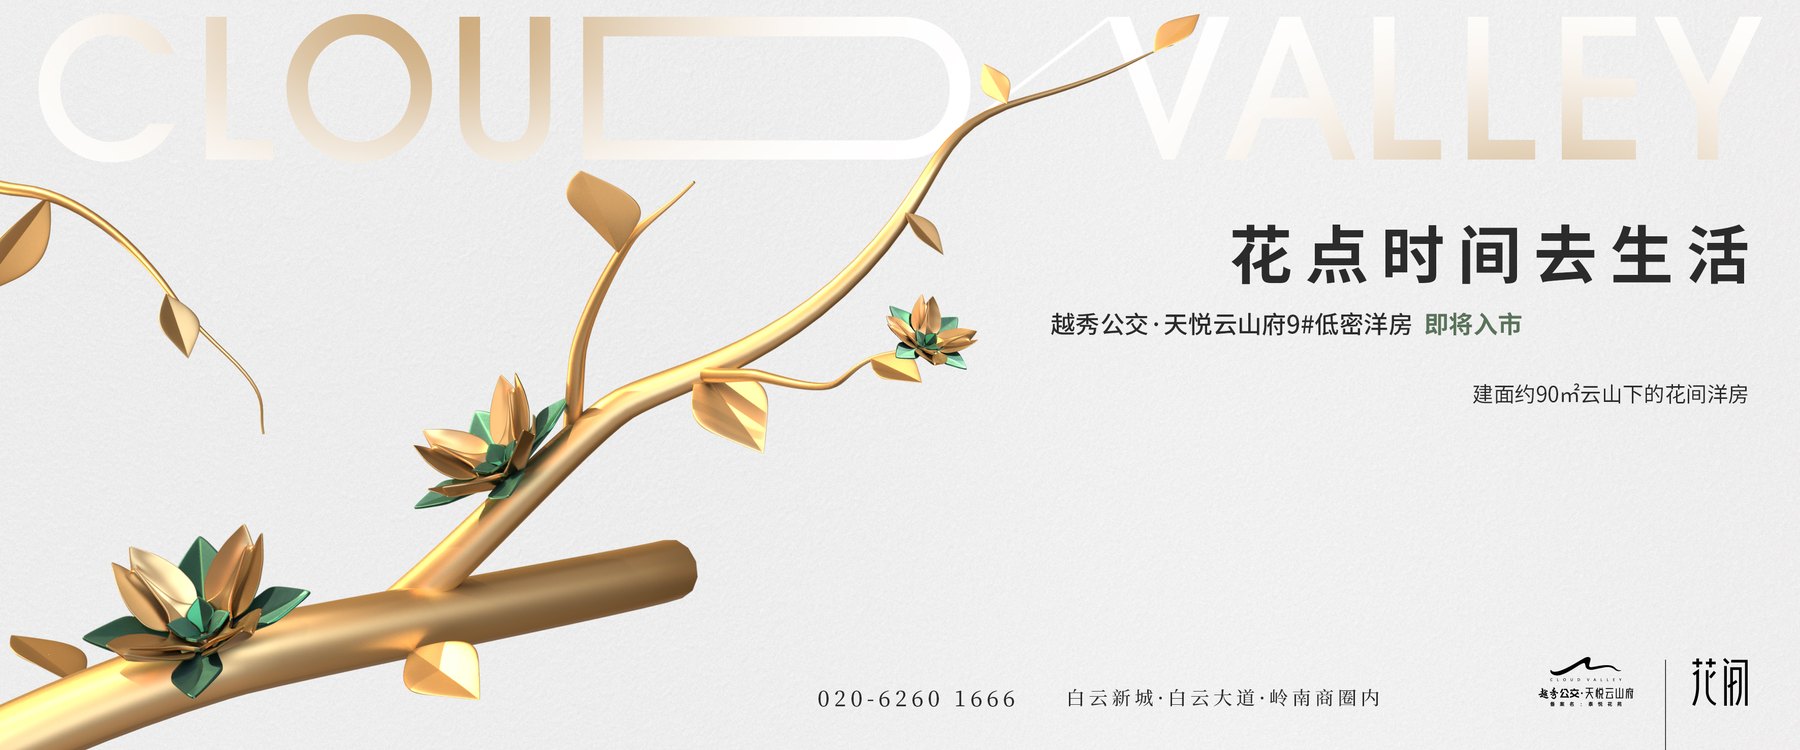 CLOUD VALLEY
花点时间去生活
越秀公交·天悦云山府9#低密洋房 即将入市
建面约90㎡云山下的花间洋房
020-6260 1666 白云新城·白云大道·岭南商圈内
CLOUD VALLEY
越秀公交·天悦云山府
花间